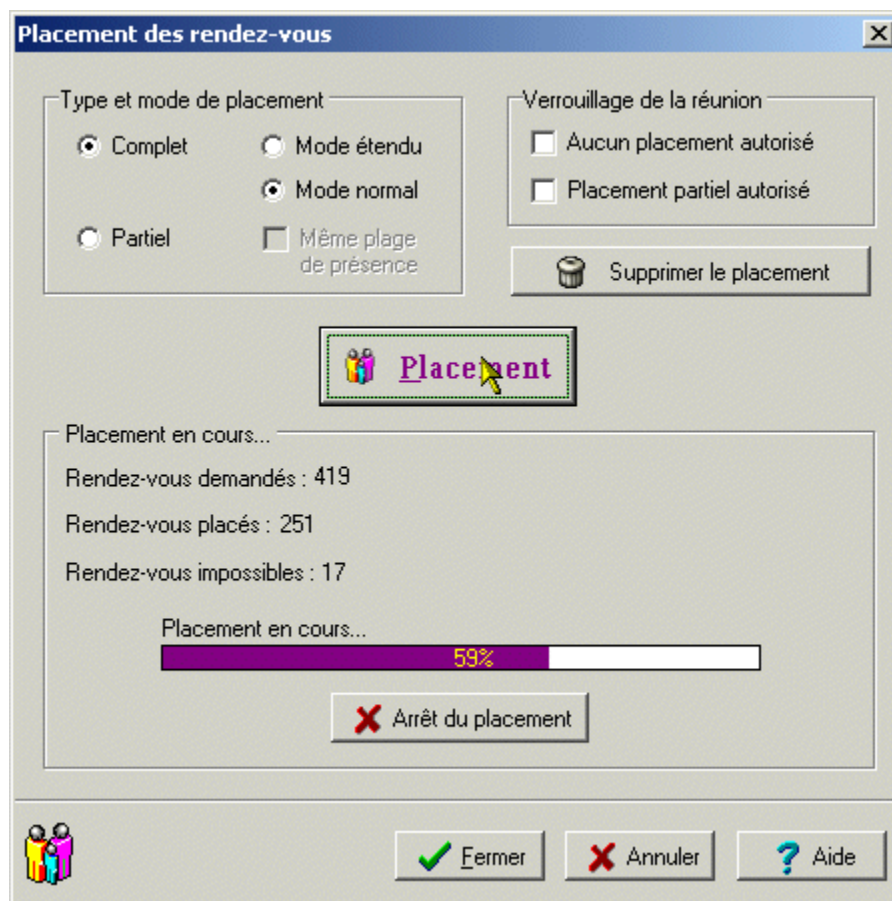 Placement des rendez-vous
Type et mode de placement
Complet
Mode étendu
Mode normal
Partiel
Même plage
de présence
Verrouillage de la réunion
Aucun placement autorisé
Placement partiel autorisé
Supprimer le placement
Placement
Placement en cours...
Rendez-vous demandés : 419
Rendez-vous placés : 251
Rendez-vous impossibles : 17
Placement en cours...
59%
Arrêt du placement
Fermer
Annuler
Aide